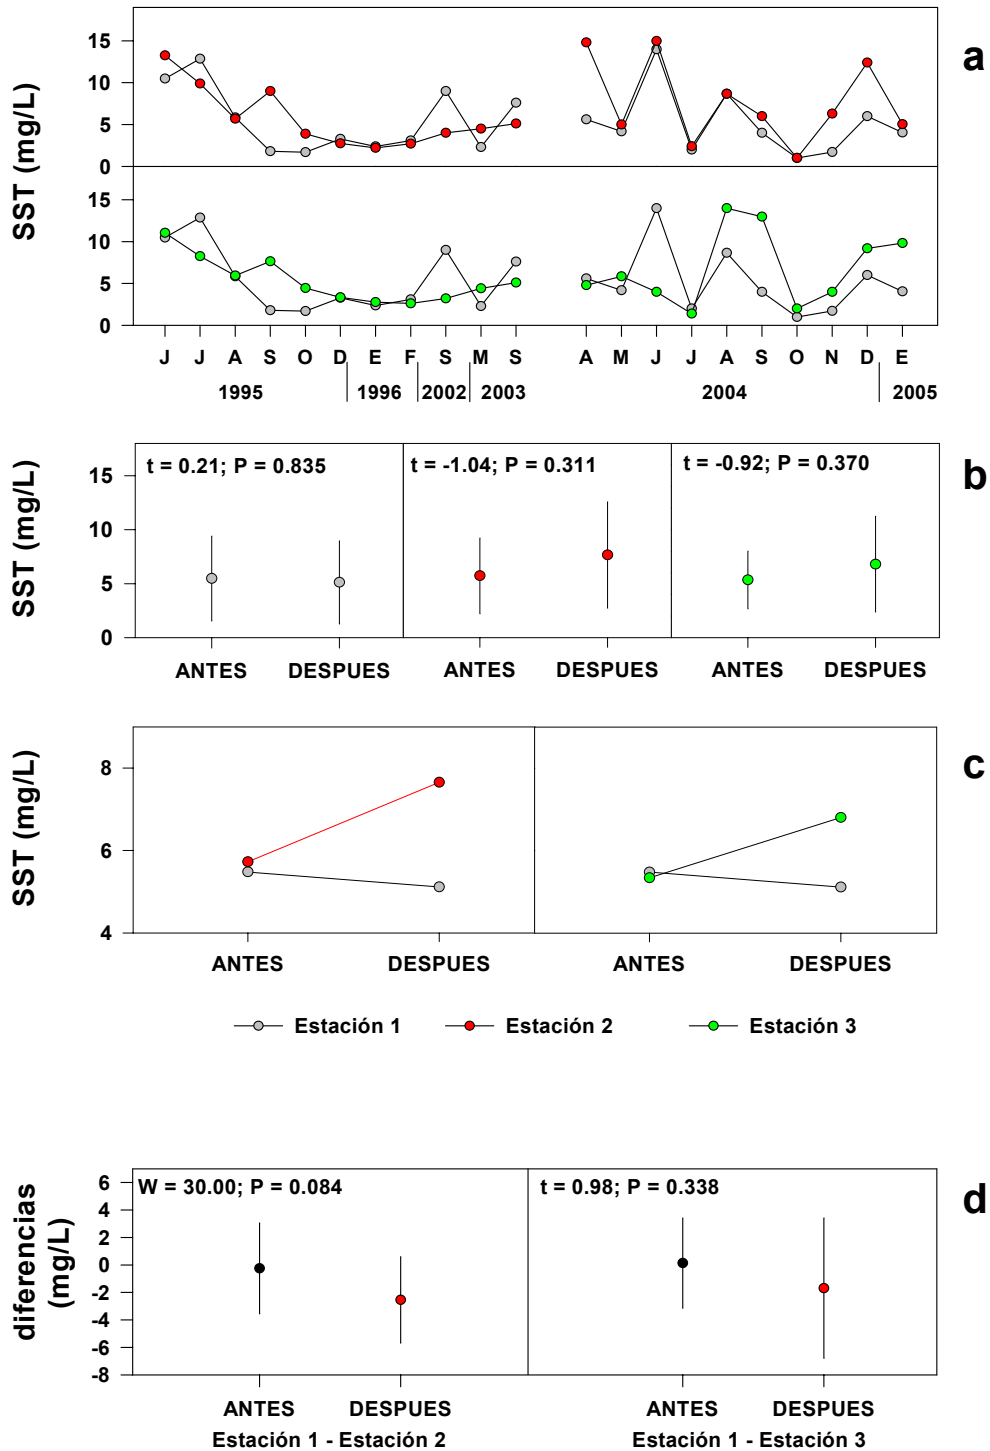 a
SST (mg/L)
15
10
5
0
15
10
5
0
J J A S O D E F S M S A M J J A S O N D E
1995 1996 2002 2003 2004 2005
b
SST (mg/L)
15
10
5
0
t = 0.21; P = 0.835
t = -1.04; P = 0.311
t = -0.92; P = 0.370
ANTES DESPUES ANTES DESPUES ANTES DESPUES
c
SST (mg/L)
8
6
4
ANTES DESPUES ANTES DESPUES
Estación 1 Estación 2 Estación 3
d
diferencias
(mg/L)
6
4
2
0
-2
-4
-6
-8
W = 30.00; P = 0.084
t = 0.98; P = 0.338
ANTES DESPUES ANTES DESPUES
Estación 1 - Estación 2 Estación 1 - Estación 3